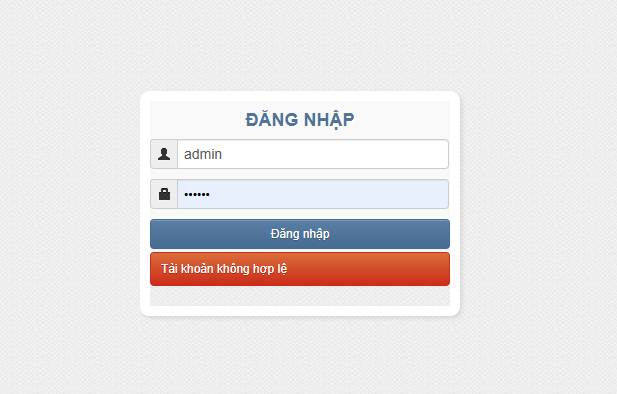 ĐĂNG NHẬP
admin
••••••
Đăng nhập
Tài khoản không hợp lệ